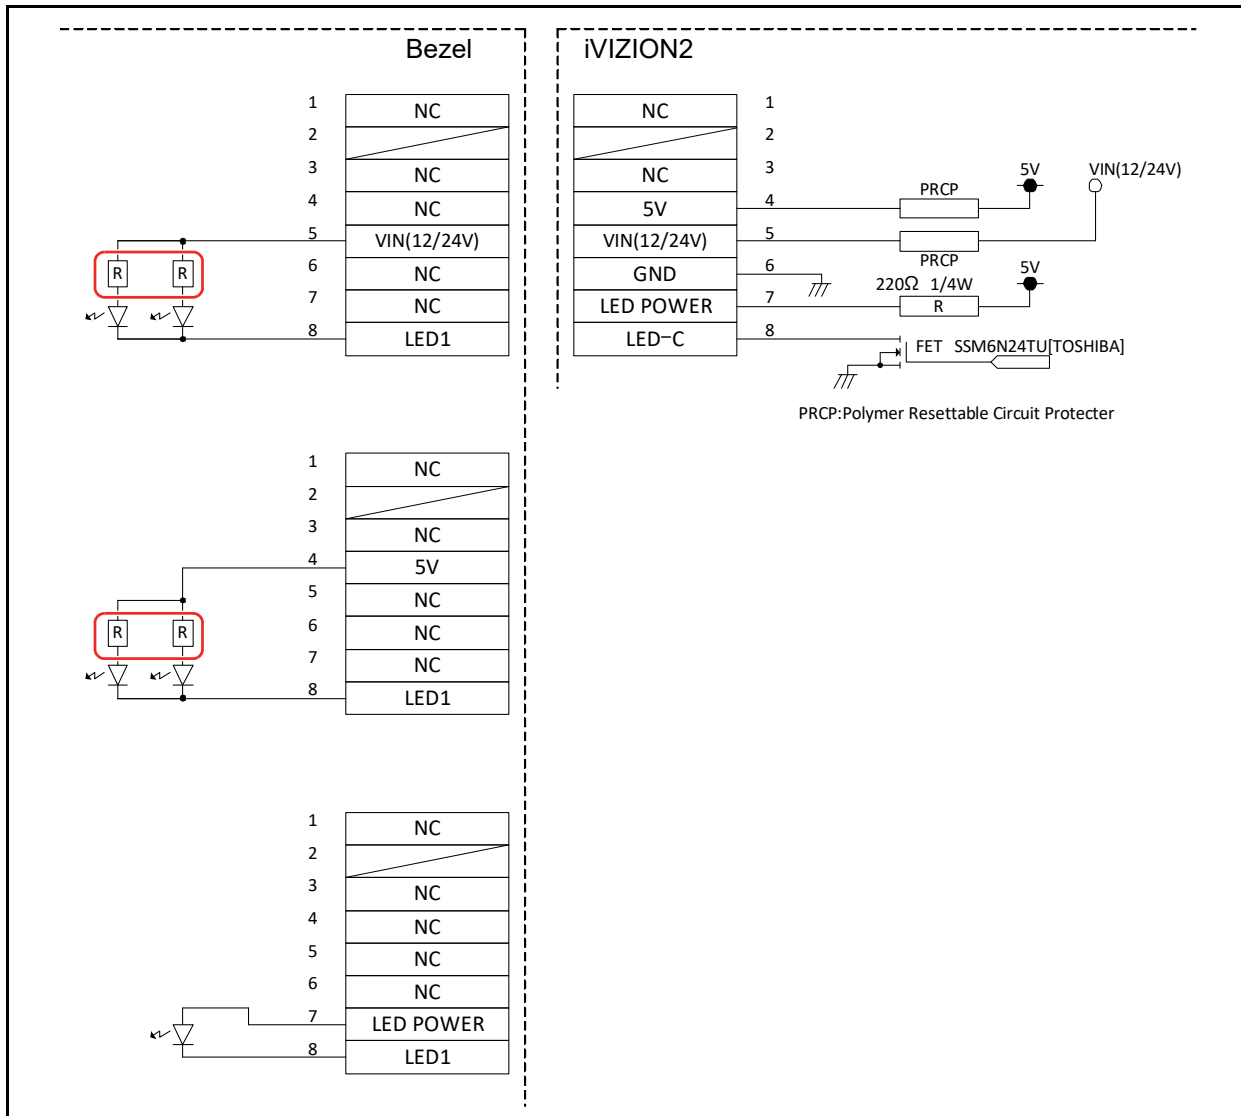 Bezel
iVIZION2
1 NC
2
3 NC
4 NC
5 VIN(12/24V)
6 NC
7 NC
8 LED1
R R
NC 1
2
NC 3
5V 4
VIN(12/24V) 5
GND 6
LED POWER 7
LED-C 8
PRCP
5V
VIN(12/24V)
PRCP
220Ω 1/4W
R
5V
FET SSM6N24TU[TOSHIBA]
PRCP:Polymer Resettable Circuit Protecter
1 NC
2
3 NC
4 5V
5 NC
6 NC
7 NC
8 LED1
R R
1 NC
2
3 NC
4 NC
5 NC
6 NC
7 LED POWER
8 LED1